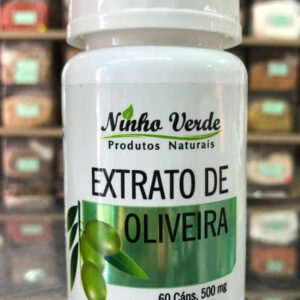 Ninho Verde
Produtos Naturais
EXTRATO DE
OLIVEIRA
60 Cáps. 500 mg